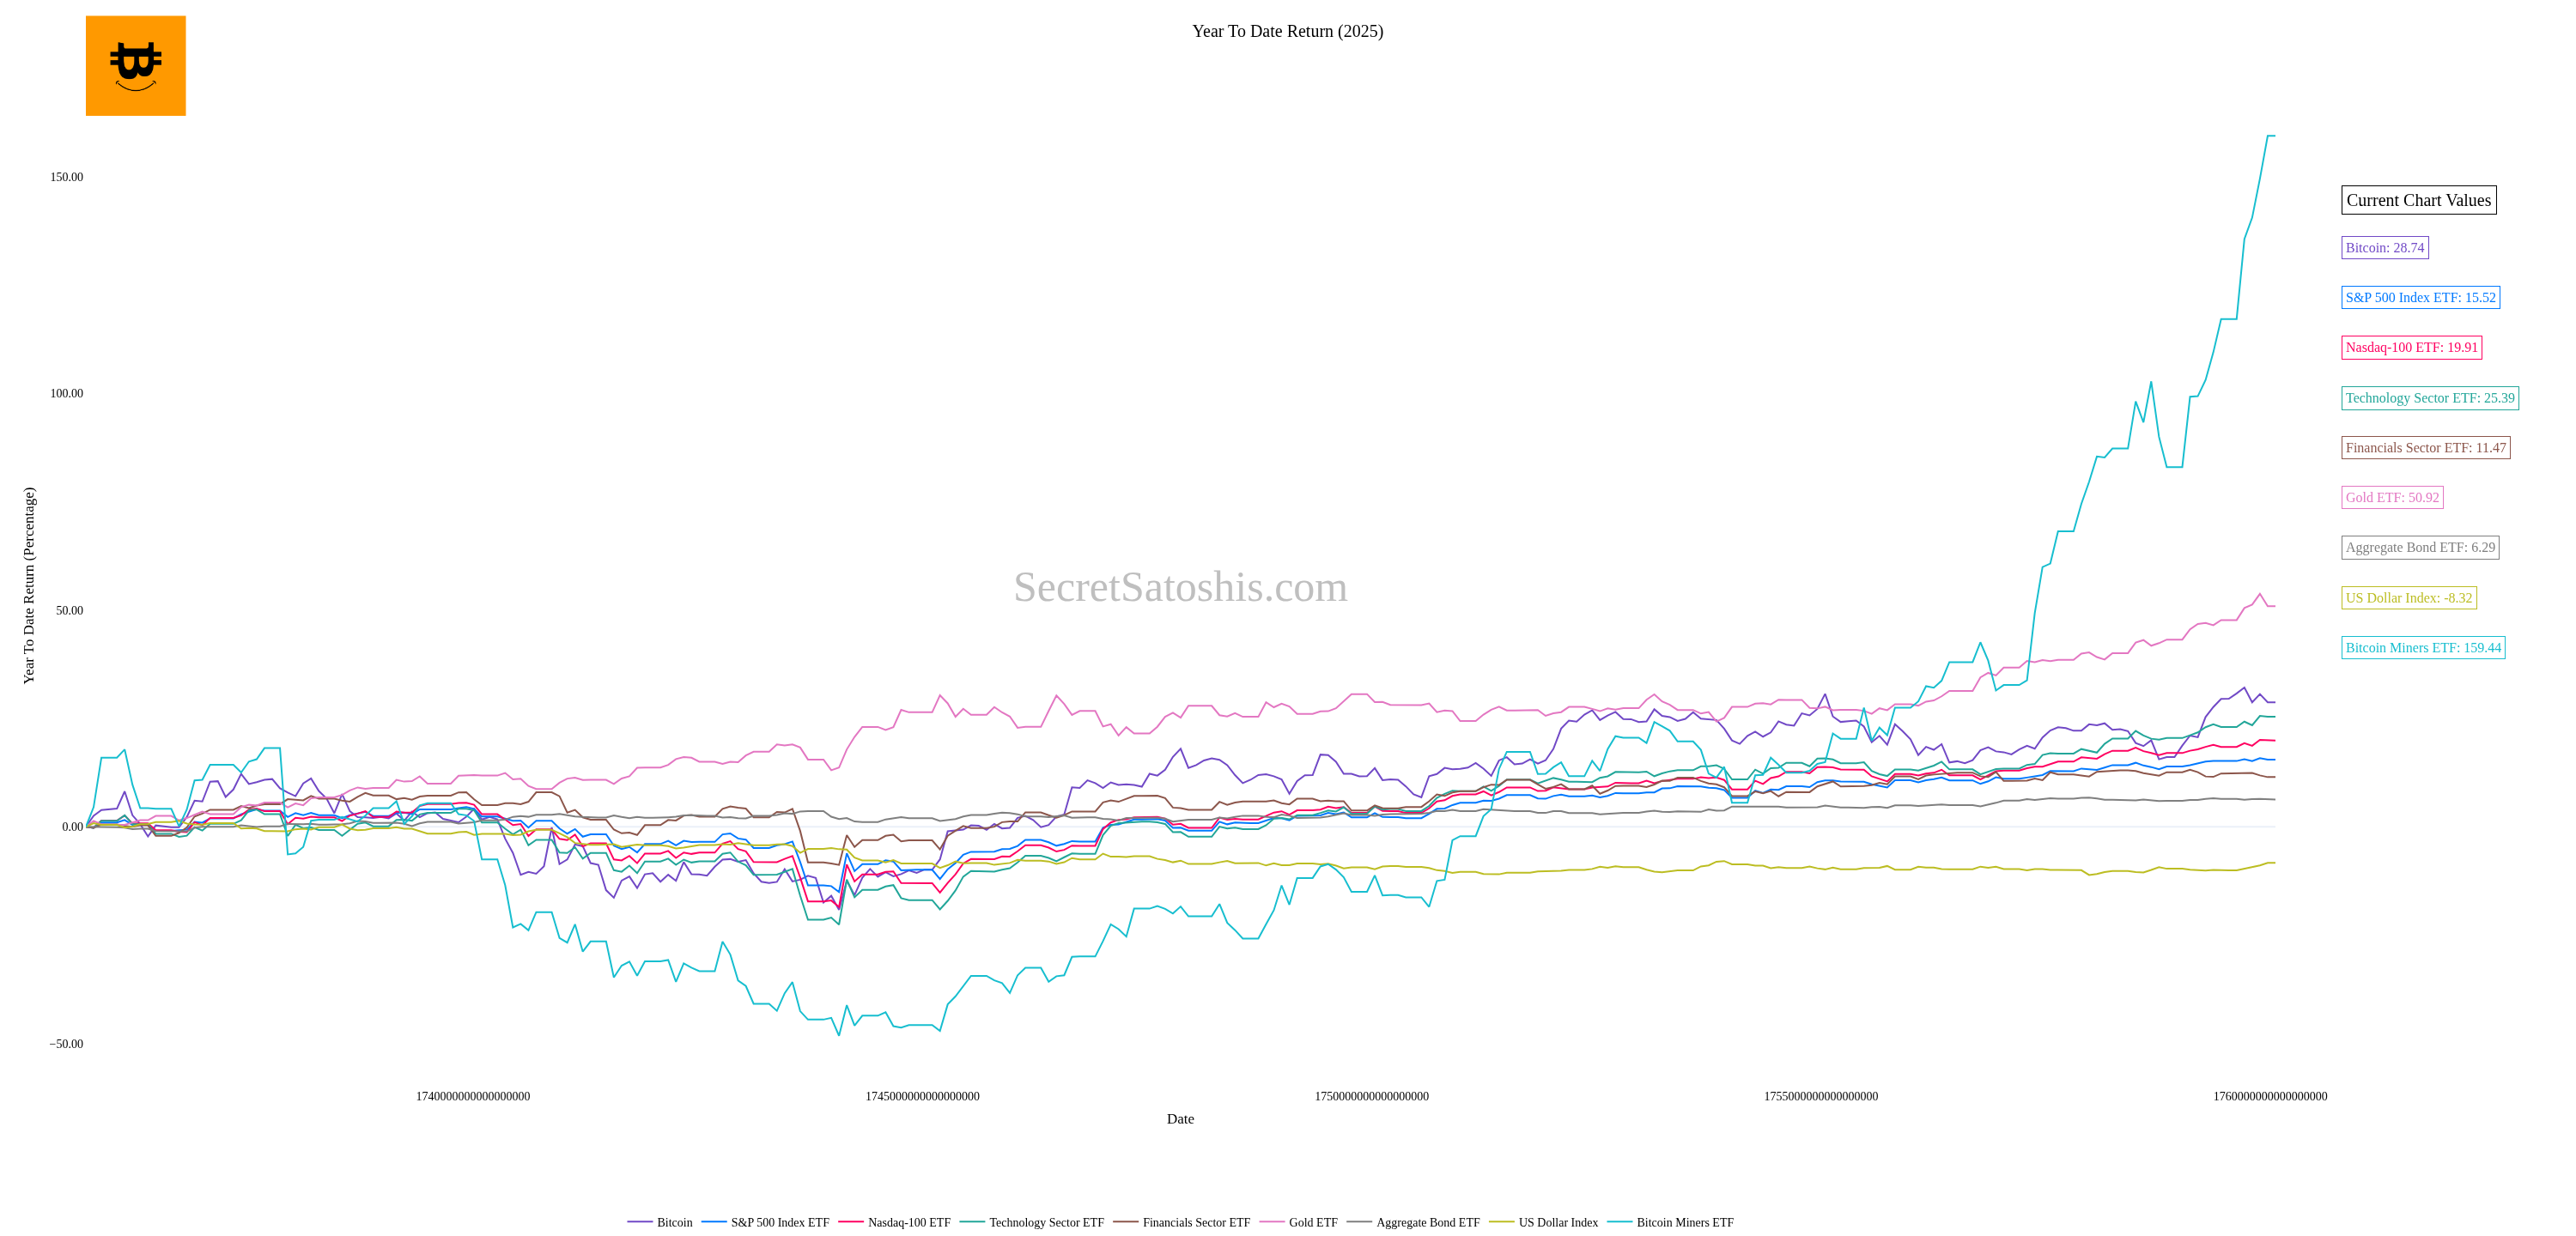 Year To Date Return (2025)
150.00
100.00
50.00
0.00
−50.00
Year To Date Return (Percentage)
SecretSatoshis.com
Current Chart Values
Bitcoin: 28.74
S&P 500 Index ETF: 15.52
Nasdaq-100 ETF: 19.91
Technology Sector ETF: 25.39
Financials Sector ETF: 11.47
Gold ETF: 50.92
Aggregate Bond ETF: 6.29
US Dollar Index: -8.32
Bitcoin Miners ETF: 159.44
1740000000000000000 1745000000000000000 1750000000000000000 1755000000000000000 1760000000000000000
Date
Bitcoin S&P 500 Index ETF Nasdaq-100 ETF Technology Sector ETF Financials Sector ETF Gold ETF Aggregate Bond ETF US Dollar Index Bitcoin Miners ETF